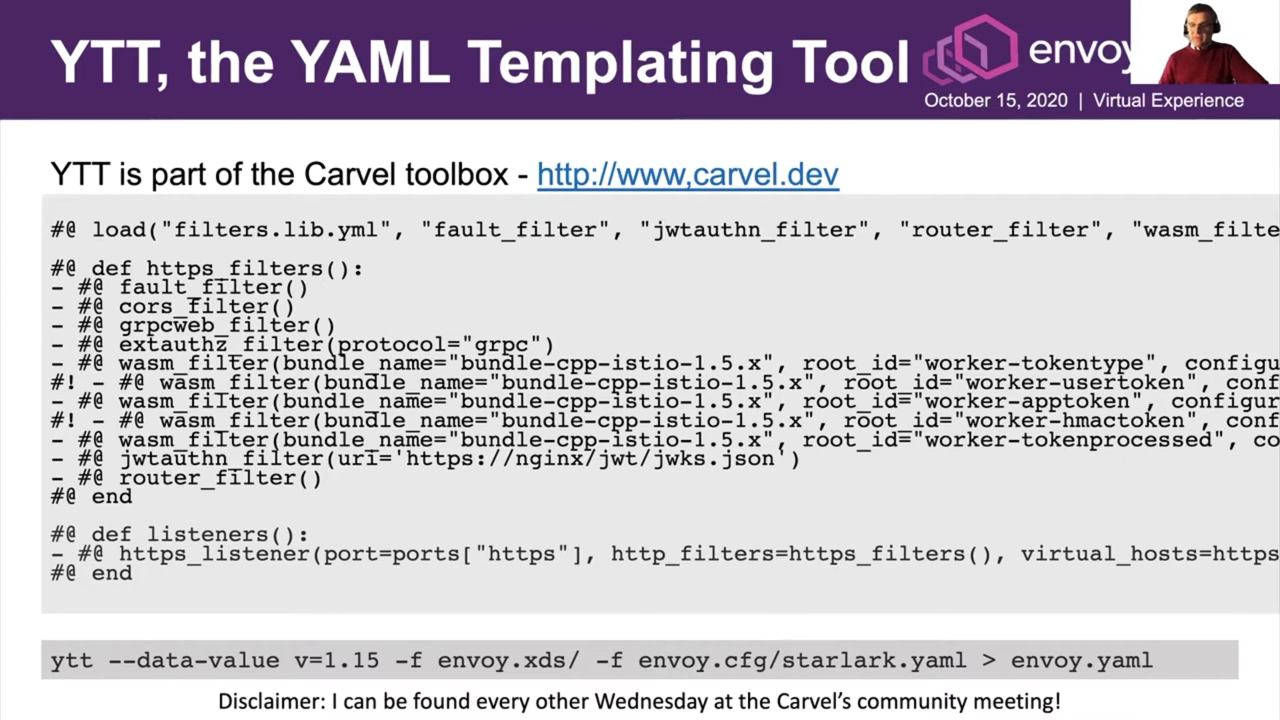 YTT, the YAML Templating Tool
envoy
October 15, 2020 | Virtual Experience
YTT is part of the Carvel toolbox - http://www,carvel.dev
#@ load("filters.lib.yml", "fault_filter", "jwtauthn_filter", "router_filter", "wasm_filte
#@ def https_filters():
- #@ fault_filter()
- #@ cors_filter()
- #@ grpcweb_filter()
- #@ extauthz_filter(protocol="grpc")
- #@ wasm_filter(bundle_name="bundle-cpp-istio-1.5.x", root_id="worker-tokentype", configu
#! - #@ wasm_filter(bundle_name="bundle-cpp-istio-1.5.x", root_id="worker-usertoken", conf
- #@ wasm_filter(bundle_name="bundle-cpp-istio-1.5.x", root_id="worker-apptoken", configur
#! - #@ wasm_filter(bundle_name="bundle-cpp-istio-1.5.x", root_id="worker-hmactoken", conf
- #@ wasm_filter(bundle_name="bundle-cpp-istio-1.5.x", root_id="worker-tokenprocessed", co
- #@ jwtauthn_filter(uri='https://nginx/jwt/jwks.json')
- #@ router_filter()
#@ end
#@ def listeners():
- #@ https_listener(port=ports["https"], http_filters=https_filters(), virtual_hosts=https
#@ end
ytt --data-value v=1.15 -f envoy.xds/ -f envoy.cfg/starlark.yaml > envoy.yaml
Disclaimer: I can be found every other Wednesday at the Carvel's community meeting!